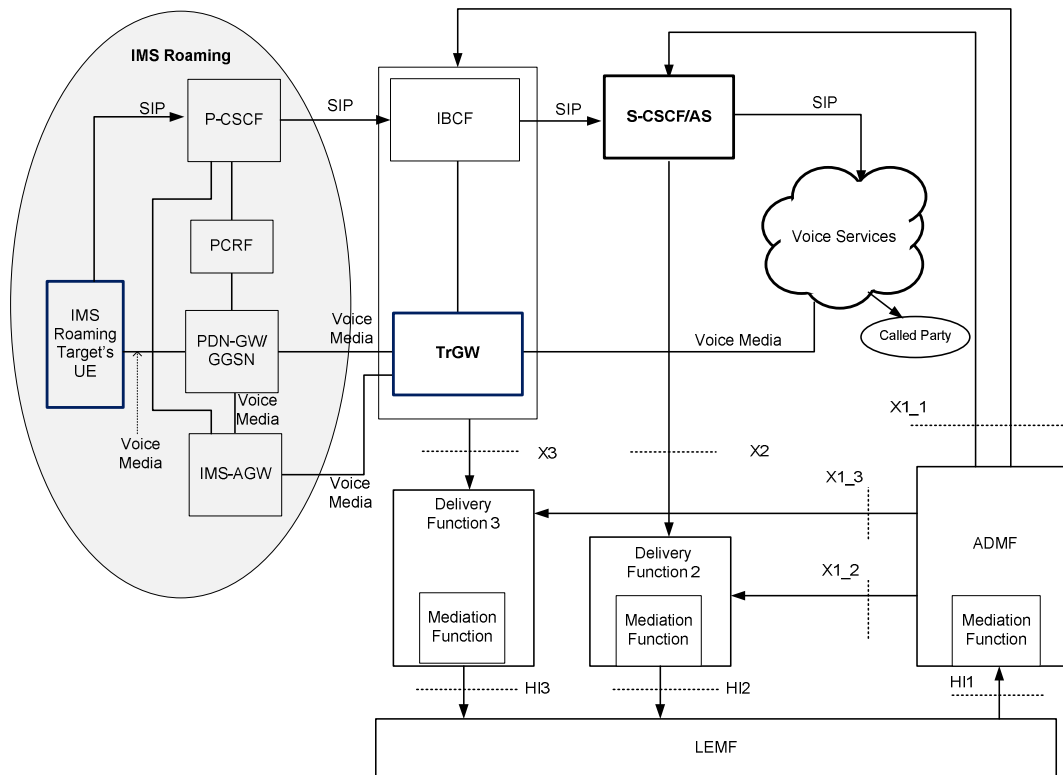 IMS Roaming
SIP
P-CSCF
SIP
IBCF
SIP
S-CSCF/AS
SIP
PCRF
Voice Services
IMS
Roaming
Target's
UE
PDN-GW/
GGSN
Voice
Media
TrGW
Voice Media
Called Party
Voice
Media
Voice
Media
IMS-AGW
Voice
Media
X3
X2
X1_1
X1_3
X1_2
Delivery
Function 3
Mediation
Function
Delivery
Function 2
Mediation
Function
ADMF
Mediation
Function
HI3
HI2
HI1
LEMF